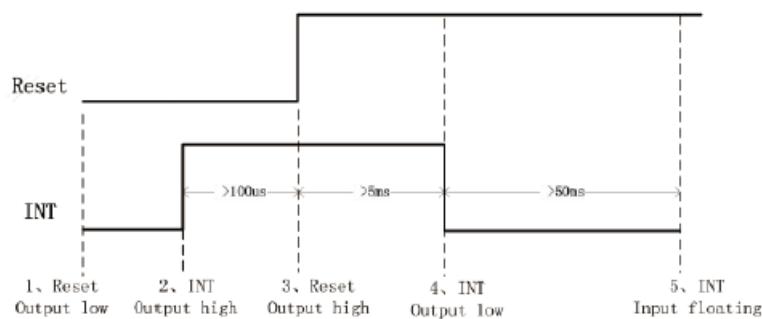 Reset
>100us
>5ms
>50ms
INT
1、Reset
Output low
2、INT
Output high
3、Reset
Output high
4、INT
Output low
5、INT
Input floating